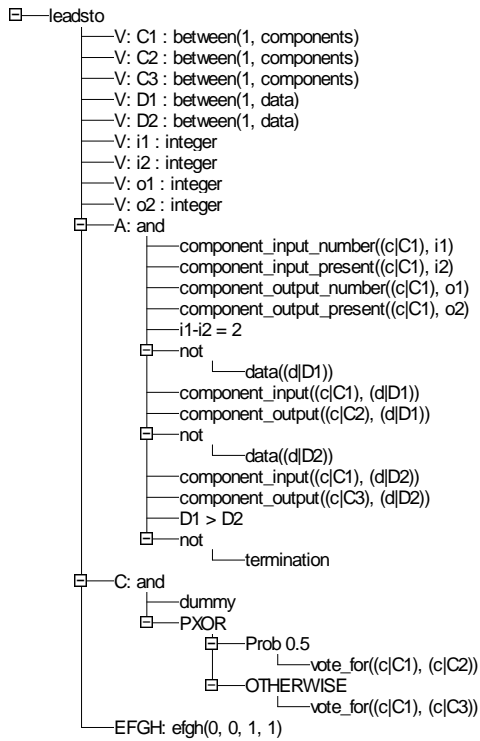 leadsto
V: C1 : between(1, components)
V: C2 : between(1, components)
V: C3 : between(1, components)
V: D1 : between(1, data)
V: D2 : between(1, data)
V: i1 : integer
V: i2 : integer
V: o1 : integer
V: o2 : integer
A: and
component_input_number((c|C1), i1)
component_input_present((c|C1), i2)
component_output_number((c|C1), o1)
component_output_present((c|C1), o2)
i1-i2 = 2
not
data((d|D1))
component_input((c|C1), (d|D1))
component_output((c|C2), (d|D1))
not
data((d|D2))
component_input((c|C1), (d|D2))
component_output((c|C3), (d|D2))
D1 > D2
not
termination
C: and
dummy
PXOR
Prob 0.5
vote_for((c|C1), (c|C2))
OTHERWISE
vote_for((c|C1), (c|C3))
EFGH: efgh(0, 0, 1, 1)